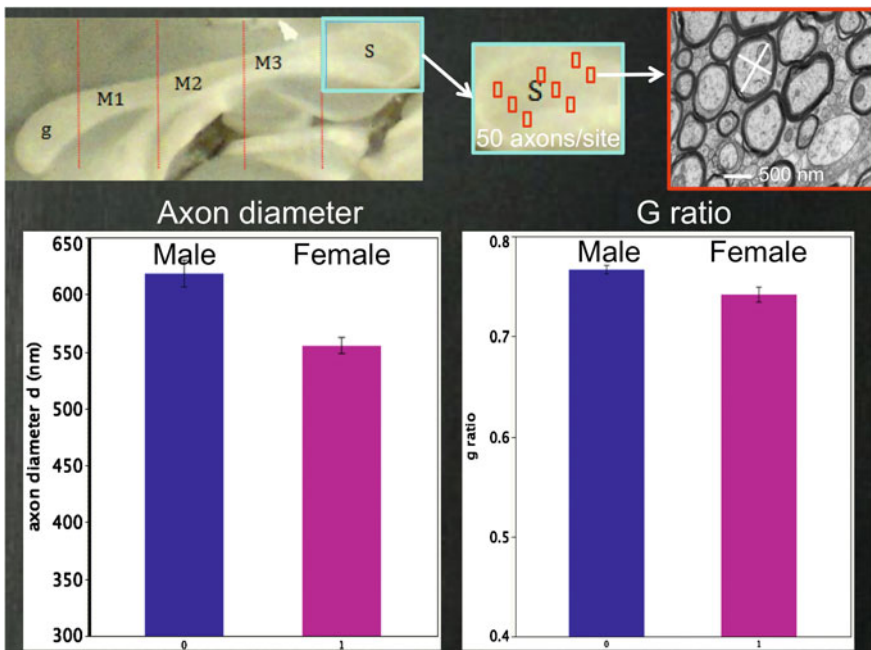 g
M1
M2
M3
S
S
50 axons/site
500 nm
Axon diameter
G ratio
Male
Female
axon diameter d (nm)
650
600
550
500
450
400
350
300
0
1
Male
Female
g ratio
0.8
0.7
0.6
0.5
0.4
0
1